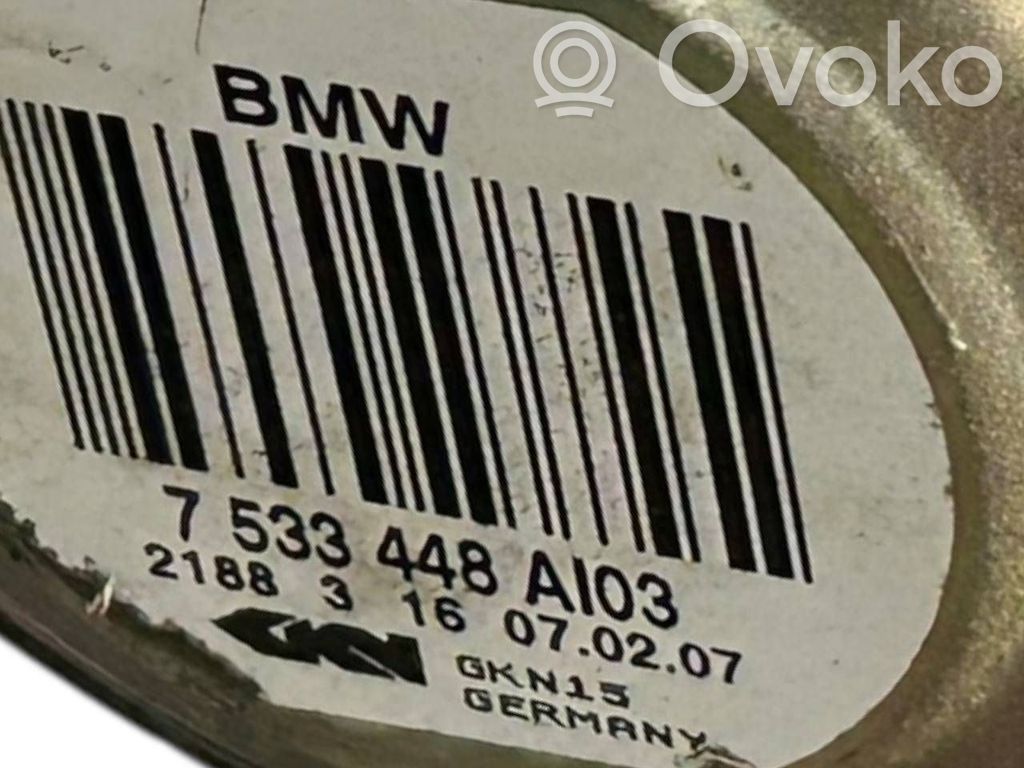 Ovoko
BMW
7 533 448 AI03
2188 3 16 07.02.07
GKN
GKN15
GERMANY